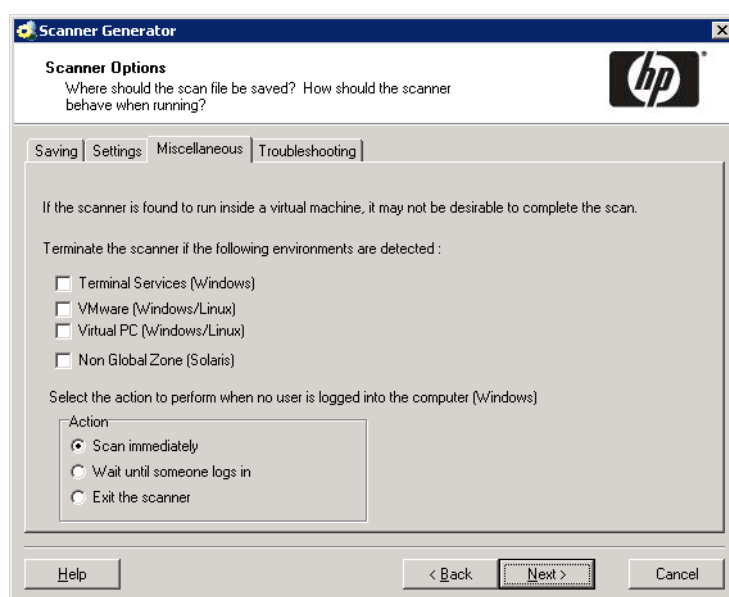 Scanner Generator
Scanner Options
Where should the scan file be saved? How should the scanner
behave when running?
hp
Saving Settings Miscellaneous Troubleshooting
If the scanner is found to run inside a virtual machine, it may not be desirable to complete the scan.
Terminate the scanner if the following environments are detected :
Terminal Services (Windows)
VMware (Windows/Linux)
Virtual PC (Windows/Linux)
Non Global Zone (Solaris)
Select the action to perform when no user is logged into the computer (Windows)
Action
Scan immediately
Wait until someone logs in
Exit the scanner
Help < Back Next > Cancel